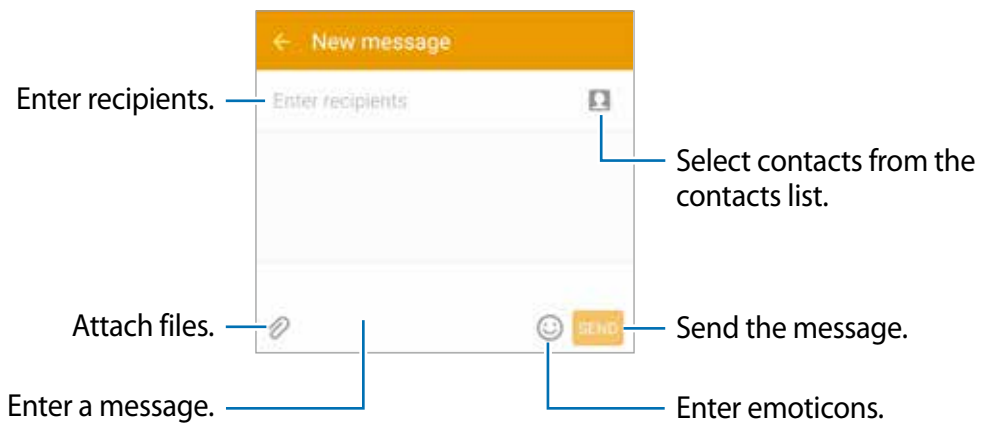 New message
Enter recipients.
Enter recipients
Select contacts from the
contacts list.
Attach files.
SEND
Send the message.
Enter a message.
Enter emoticons.